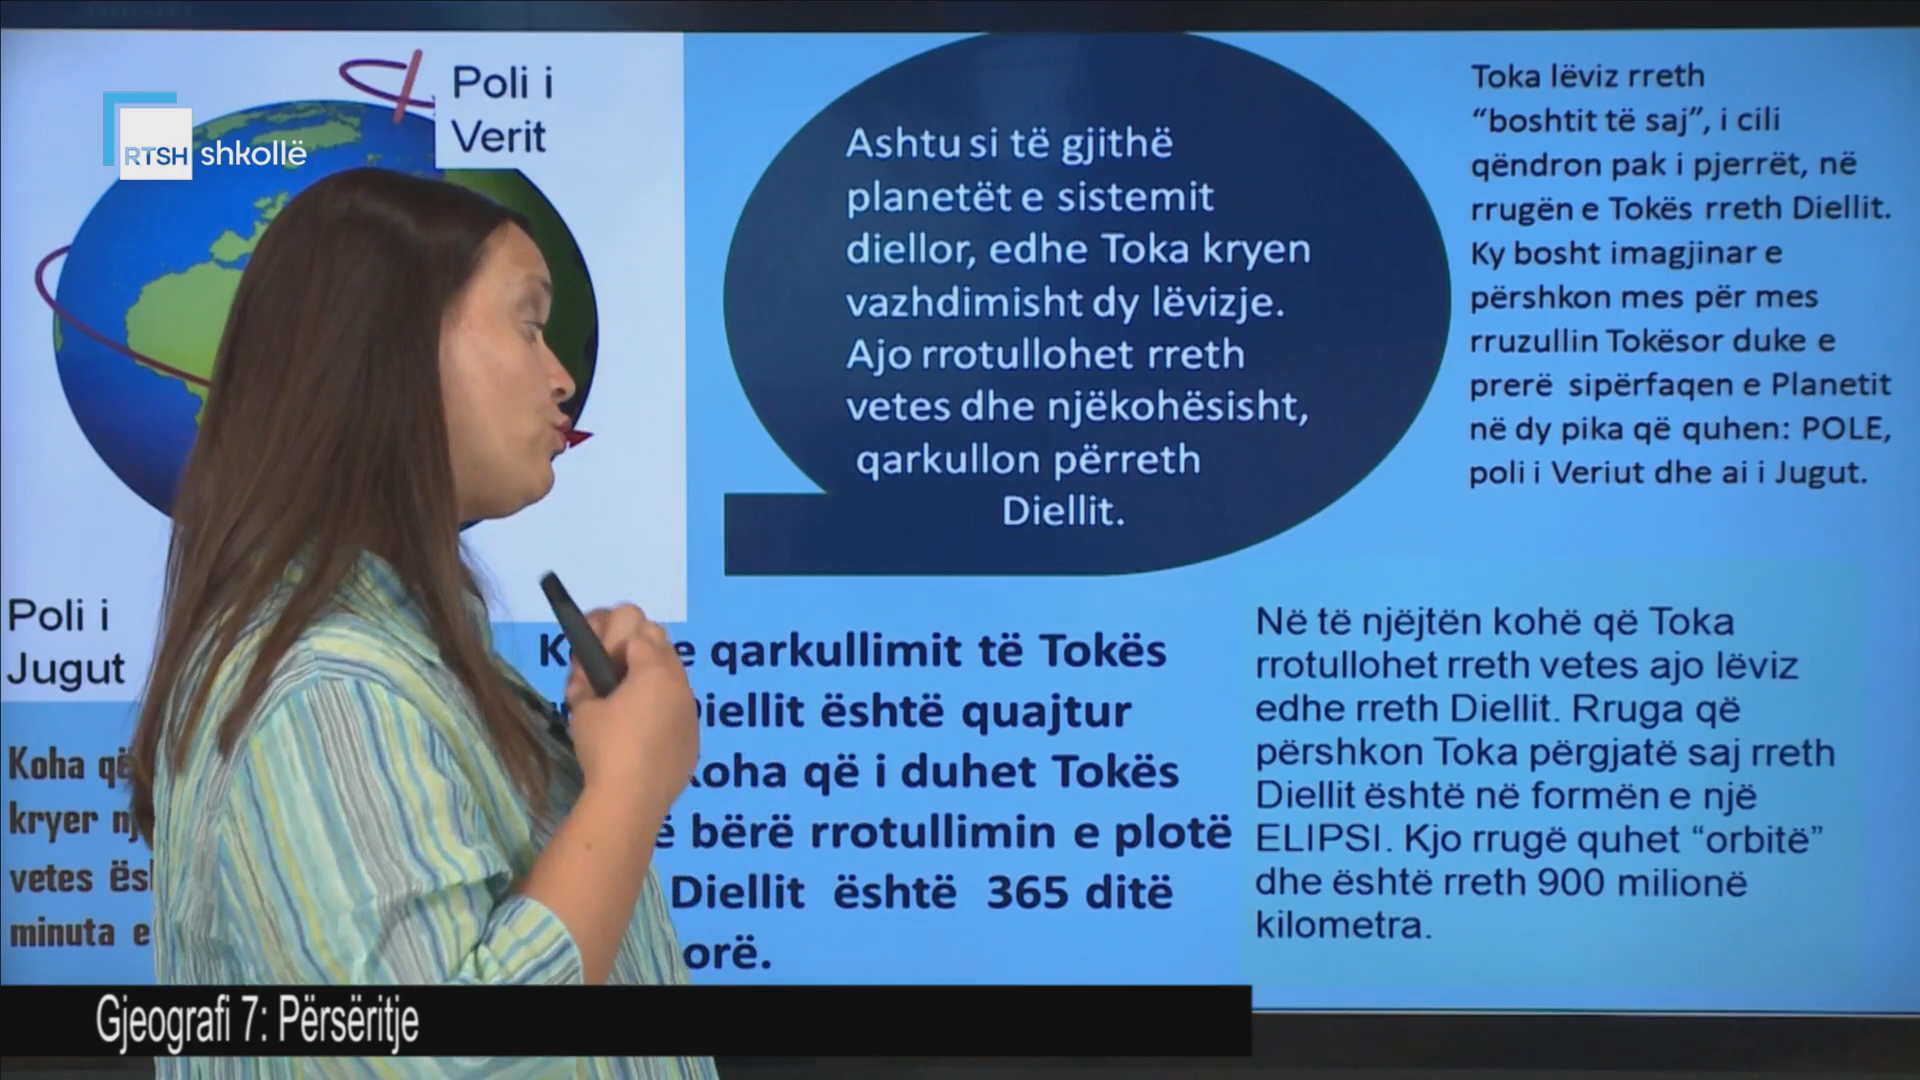 Poli i
Verit
RTSH shkollë
Ashtu si të gjithë
planetët e sistemit
diellor, edhe Toka kryen
vazhdimisht dy lëvizje.
Ajo rrotullohet rreth
vetes dhe njëkohësisht,
qarkullon përreth
Diellit.
Toka lëviz rreth
“boshtit të saj”, i cili
qëndron pak i pjerrët, në
rrugën e Tokës rreth Diellit.
Ky bosht imagjinar e
përshkon mes për mes
rruzullin Tokësor duke e
prerë sipërfaqen e Planetit
në dy pika që quhen: POLE,
poli i Veriut dhe ai i Jugut.
Poli i
Jugut
Koha që
kryer
vetes
minuta e
e qarkullimit të Tokës
Diellit është quajtur
Koha që i duhet Tokës
bërë rrotullimin e plotë
Diellit është 365 ditë
orë.
Në të njëjtën kohë që Toka
rrotullohet rreth vetes ajo lëviz
edhe rreth Diellit. Rruga që
përshkon Toka përgjatë saj rreth
Diellit është në formën e një
ELIPSI. Kjo rrugë quhet “orbitë”
dhe është rreth 900 milionë
kilometra.
Gjeografi 7: Përsëritje